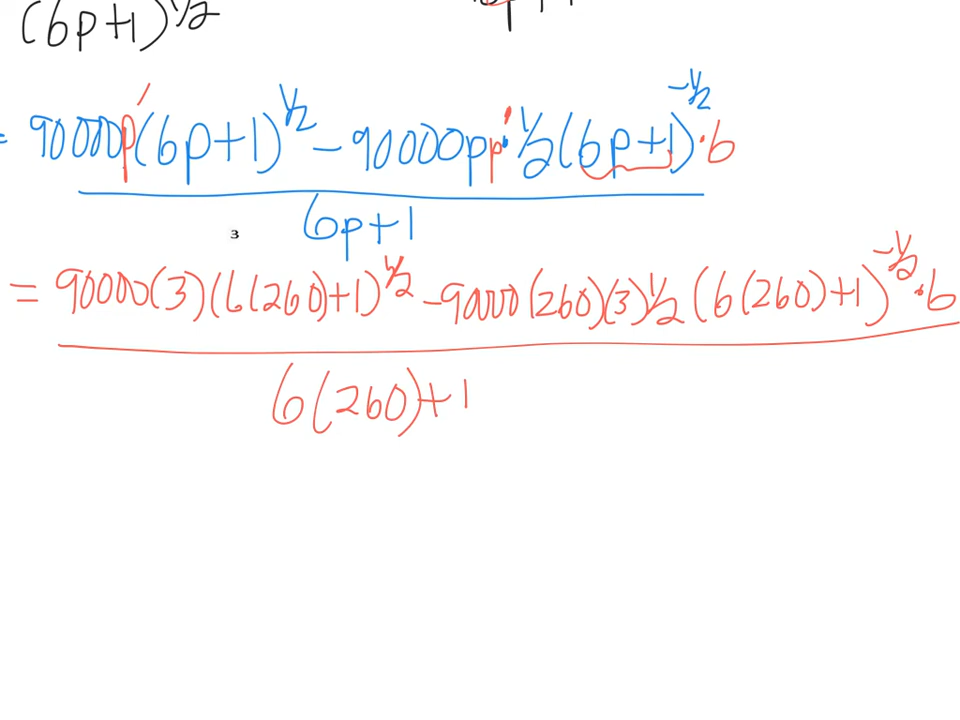 (6p+1)^1/2
= 90000p'(6p+1)^1/2 - 90000pp'·1/2(6p+1)^-1/2·6
6p+1
3
= 90000(3)(6(260)+1)^1/2 - 90000(260)(3)1/2(6(260)+1)^-1/2·6
6(260)+1